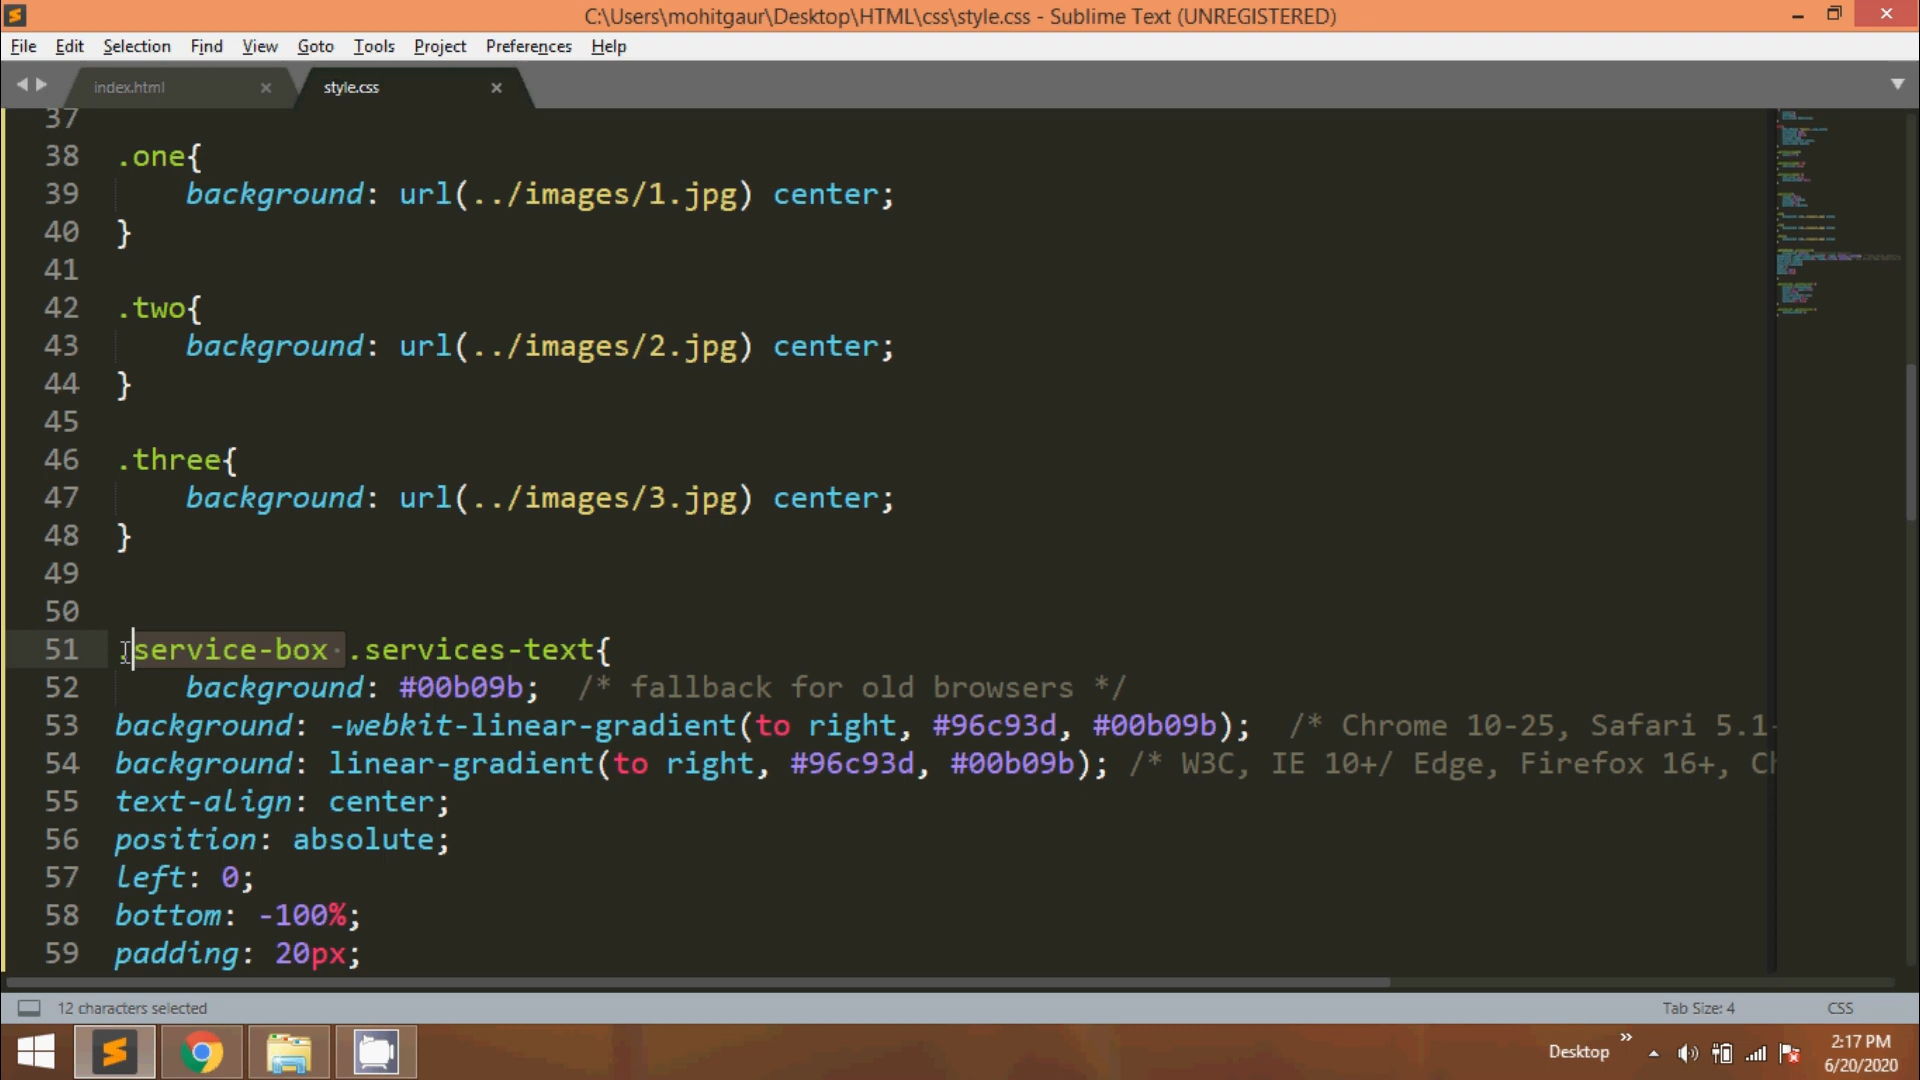 C:\Users\mohitgaur\Desktop\HTML\css\style.css - Sublime Text (UNREGISTERED)
File Edit Selection Find View Goto Tools Project Preferences Help
index.html style.css
37
38 .one{
39 background: url(../images/1.jpg) center;
40 }
41
42 .two{
43 background: url(../images/2.jpg) center;
44 }
45
46 .three{
47 background: url(../images/3.jpg) center;
48 }
49
50
51 .service-box .services-text{
52 background: #00b09b; /* fallback for old browsers */
53 background: -webkit-linear-gradient(to right, #96c93d, #00b09b); /* Chrome 10-25, Safari 5.1-
54 background: linear-gradient(to right, #96c93d, #00b09b); /* W3C, IE 10+/ Edge, Firefox 16+, Ch
55 text-align: center;
56 position: absolute;
57 left: 0;
58 bottom: -100%;
59 padding: 20px;
12 characters selected Tab Size: 4 CSS
Desktop 2:17 PM
6/20/2020